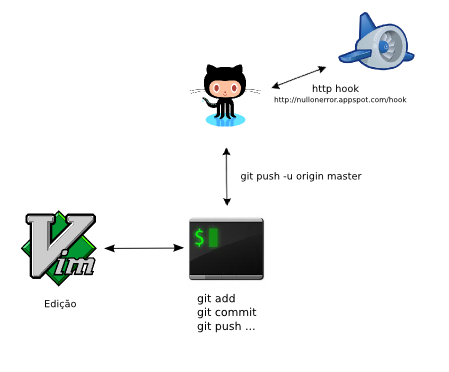 http hook
http://nullonerror.appspot.com/hook
git push -u origin master
$
Vim
Edição
git add
git commit
git push ...